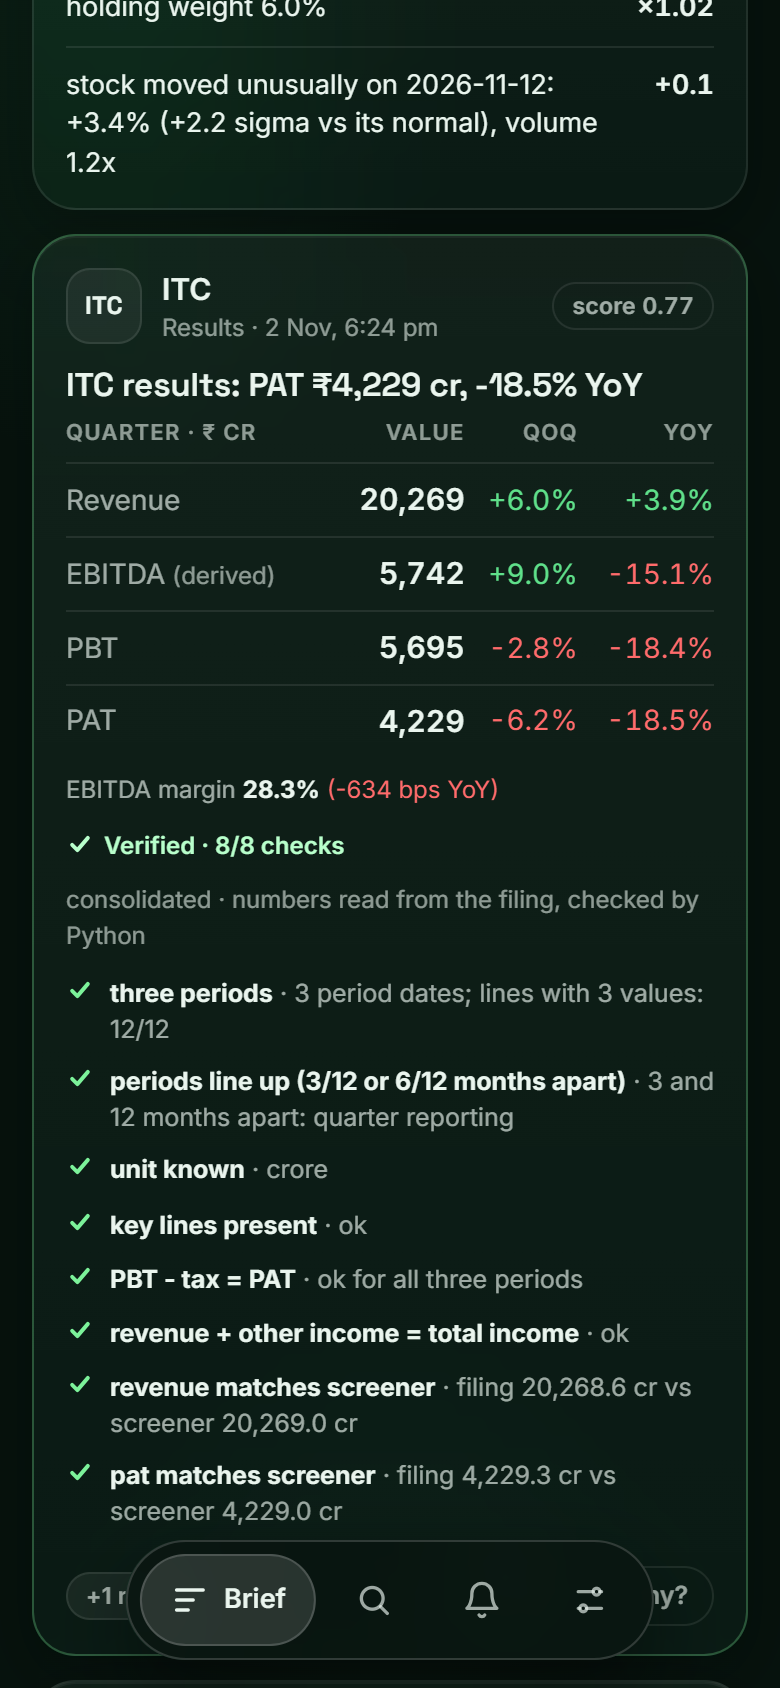 holding weight 6.0% ×1.02
stock moved unusually on 2026-11-12: +0.1
+3.4% (+2.2 sigma vs its normal), volume
1.2x
ITC ITC
Results · 2 Nov, 6:24 pm
score 0.77
ITC results: PAT ₹4,229 cr, -18.5% YoY
QUARTER · ₹ CR VALUE QOQ YOY
Revenue 20,269 +6.0% +3.9%
EBITDA (derived) 5,742 +9.0% -15.1%
PBT 5,695 -2.8% -18.4%
PAT 4,229 -6.2% -18.5%
EBITDA margin 28.3% (-634 bps YoY)
Verified · 8/8 checks
consolidated · numbers read from the filing, checked by
Python
three periods · 3 period dates; lines with 3 values:
12/12
periods line up (3/12 or 6/12 months apart) · 3 and
12 months apart: quarter reporting
unit known · crore
key lines present · ok
PBT - tax = PAT · ok for all three periods
revenue + other income = total income · ok
revenue matches screener · filing 20,268.6 cr vs
screener 20,269.0 cr
pat matches screener · filing 4,229.3 cr vs
screener 4,229.0 cr
+1
Brief